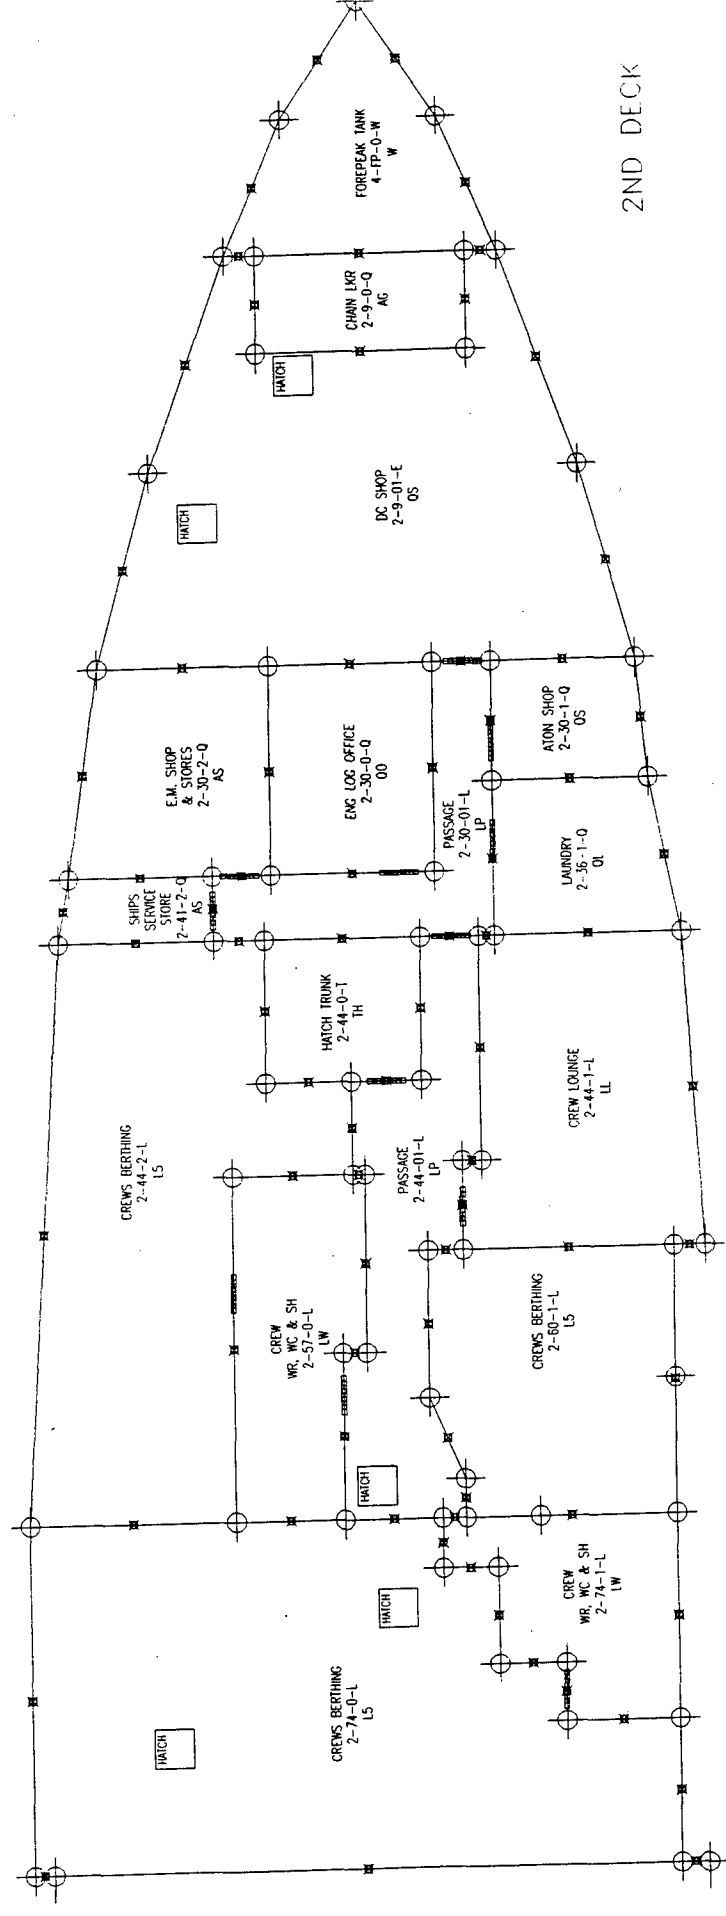 2ND DECK
FOREPEAK TANK
4-FP-0-W
W
CHAIN LKR
2-9-0-Q
AG
HATCH
HATCH
DC SHOP
2-9-01-E
QS
E.M. SHOP
& STORES
2-30-2-Q
AS
ENG LOG OFFICE
2-30-0-Q
QO
PASSAGE
2-30-01-L
LP
ATON SHOP
2-30-1-Q
QS
SHIPS
SERVICE
STORE
2-41-2-Q
AS
LAUNDRY
2-36-1-Q
QL
HATCH TRUNK
2-44-0-T
TH
CREWS BERTHING
2-44-2-L
L5
PASSAGE
2-44-01-L
LP
CREW LOUNGE
2-44-1-L
LL
CREW
WR, WC & SH
2-57-0-L
LW
CREWS BERTHING
2-60-1-L
L5
HATCH
HATCH
CREW
WR, WC & SH
2-74-1-L
LW
CREWS BERTHING
2-74-0-L
L5
HATCH